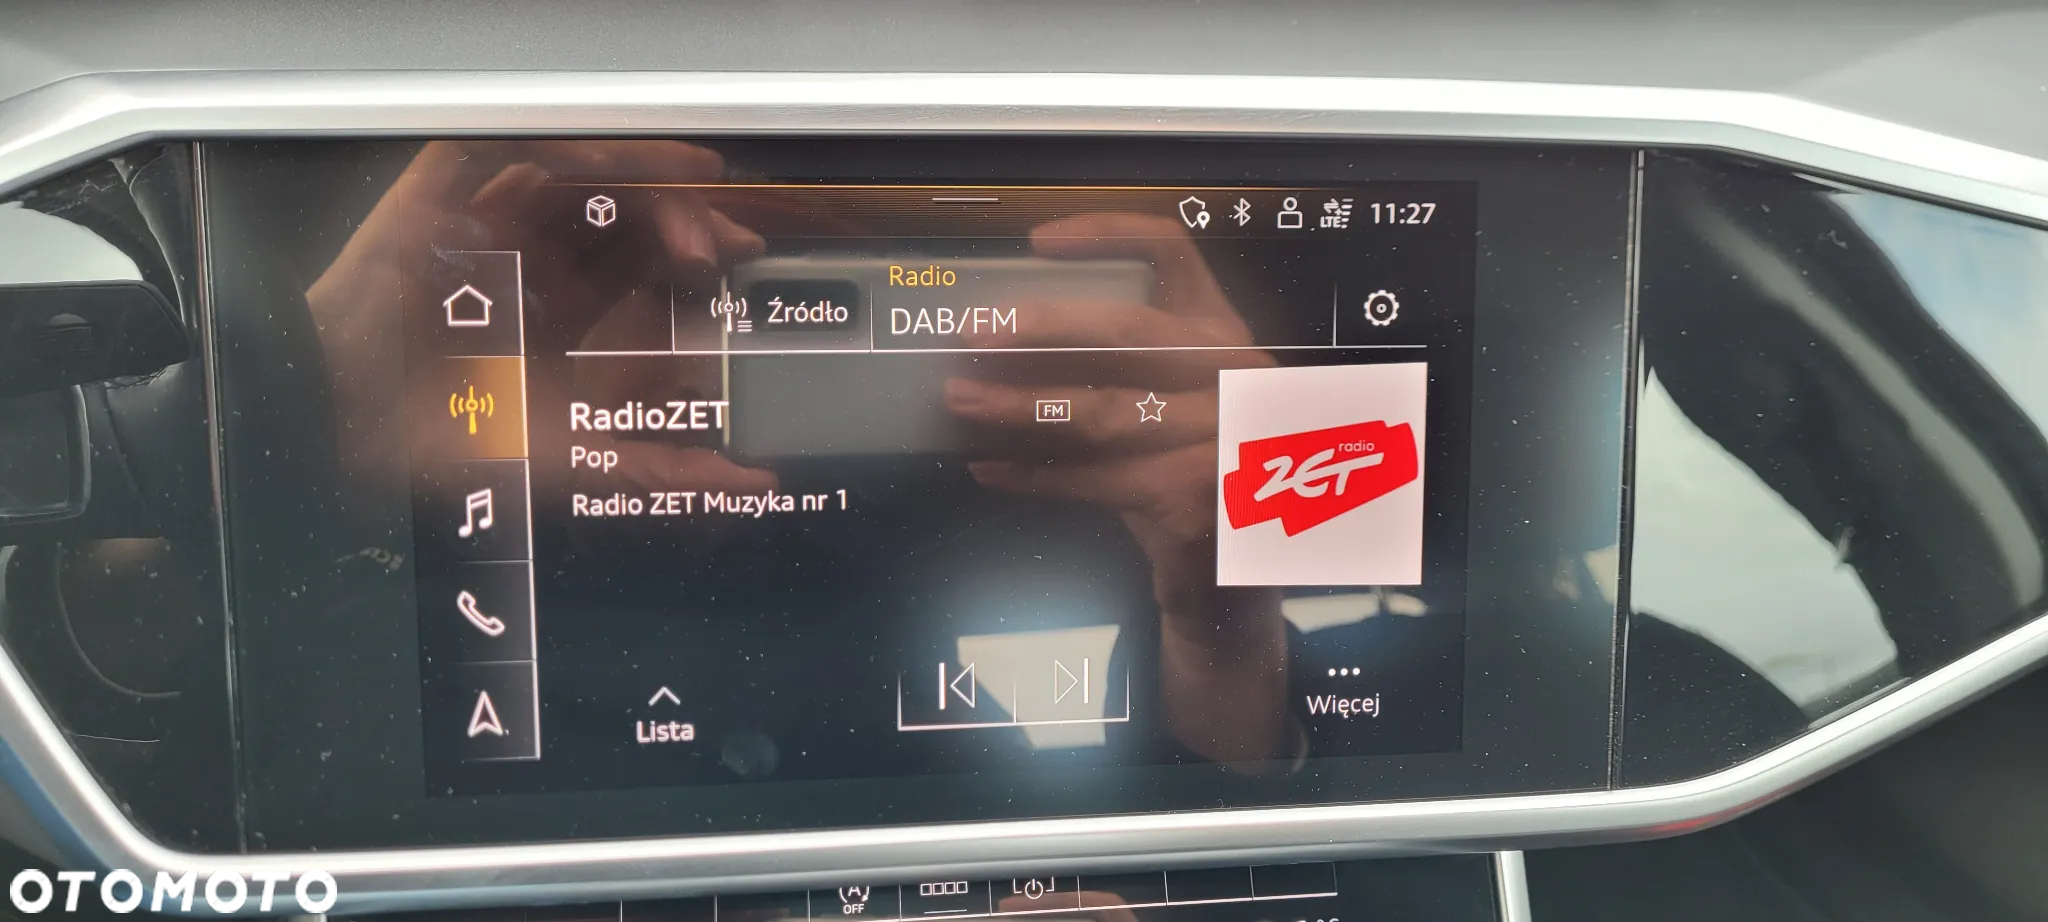 LTE 11:27
Radio
Źródło DAB/FM
RadioZET FM
Pop
Radio ZET Muzyka nr 1
radio
ZET
Lista
Więcej
(A)
OFF
OTOMOTO